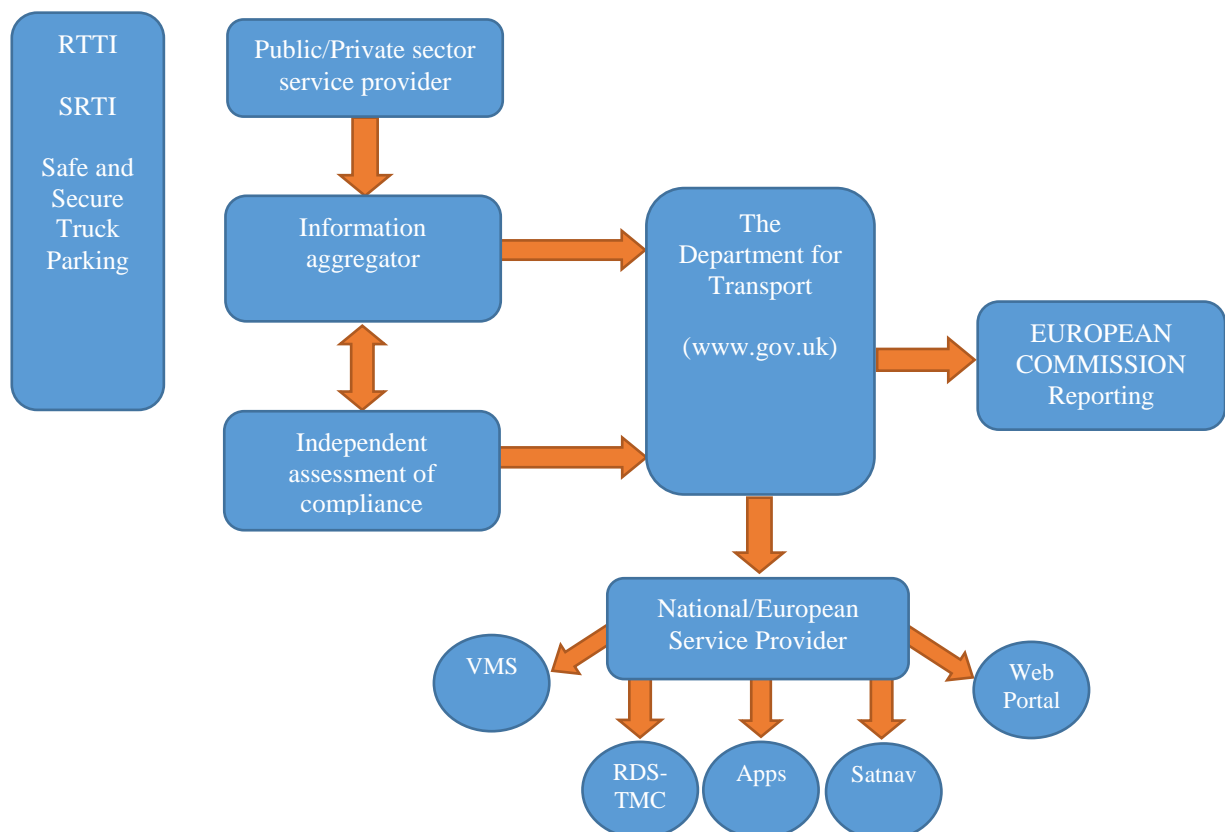 RTTI
SRTI
Safe and
Secure
Truck
Parking
Public/Private sector
service provider
Information
aggregator
Independent
assessment of
compliance
The
Department for
Transport
(www.gov.uk)
EUROPEAN
COMMISSION
Reporting
National/European
Service Provider
VMS
RDS-
TMC
Apps
Satnav
Web
Portal